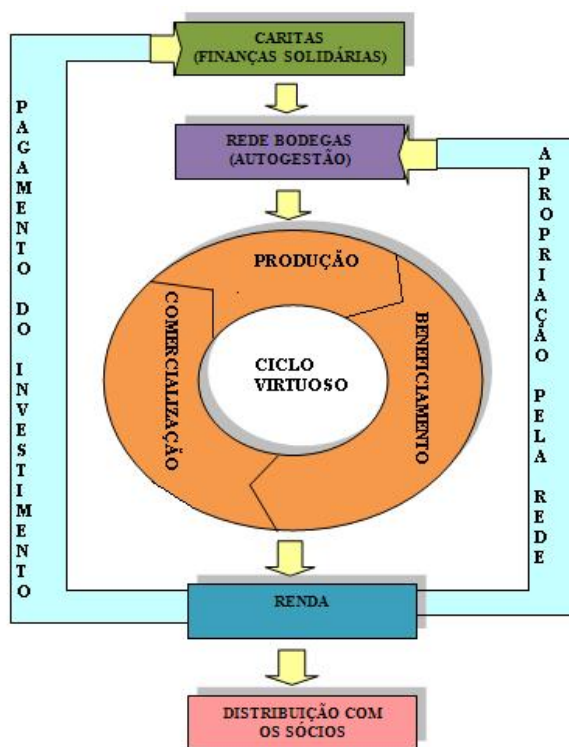 CARITAS
(FINANÇAS SOLIDÁRIAS)
REDE BODEGAS
(AUTOGESTÃO)
PAGAMENTO DO INVESTIMENTO
APROPRIAÇÃO PELA REDE
PRODUÇÃO
COMERCIALIZAÇÃO
BENEFICIAMENTO
CICLO
VIRTUOSO
RENDA
DISTRIBUIÇÃO COM
OS SÓCIOS